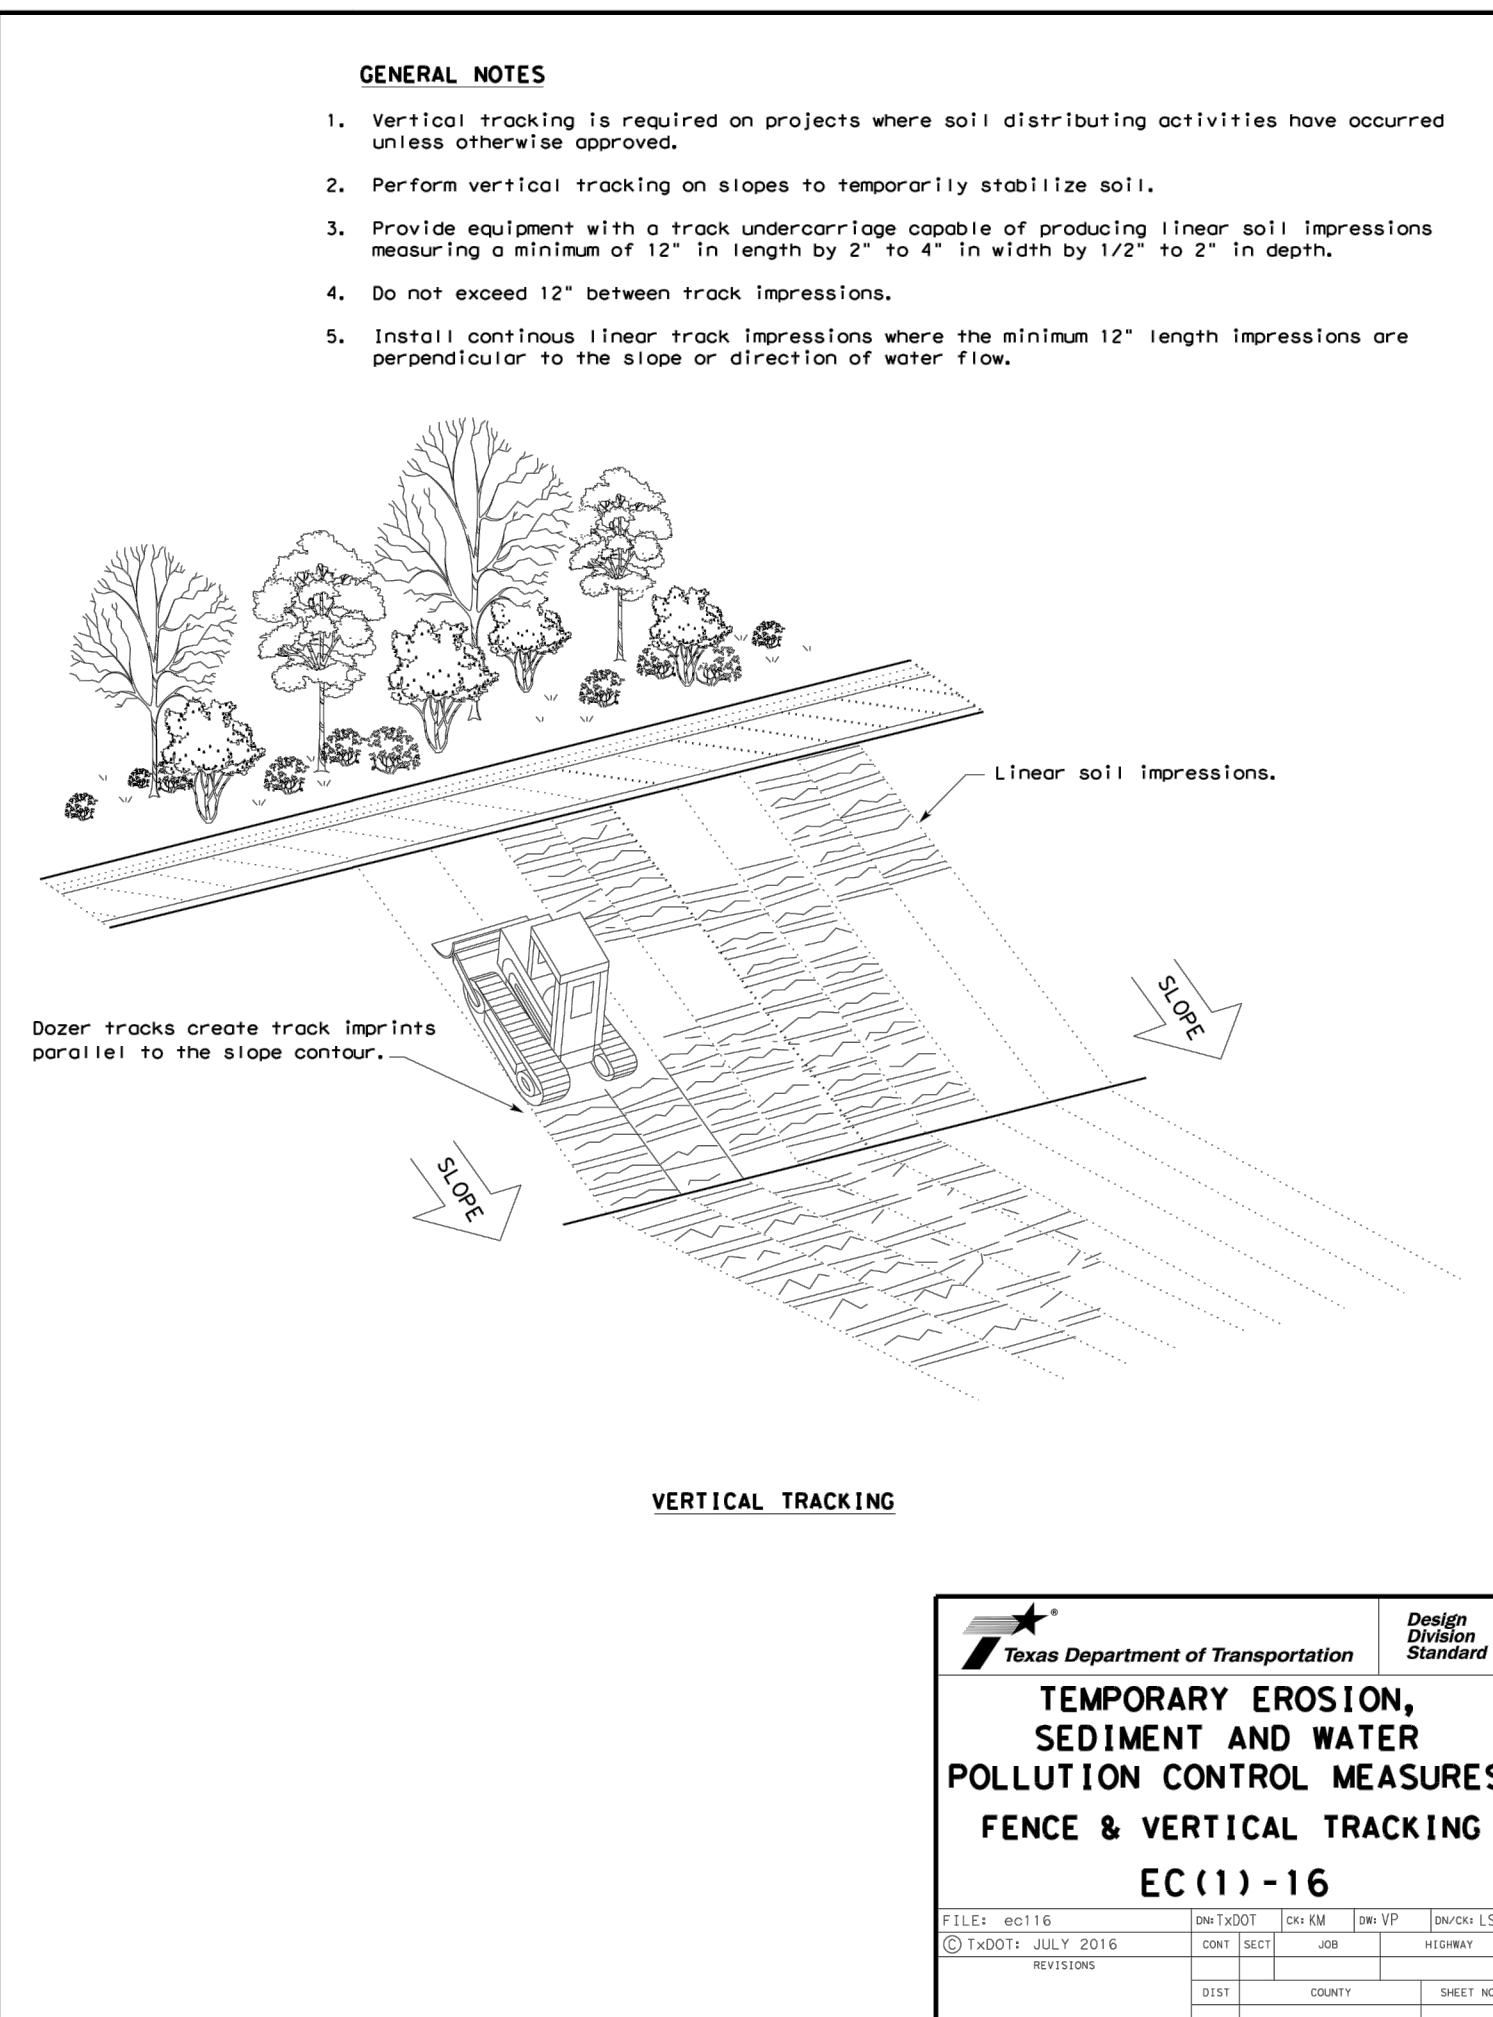 GENERAL NOTES
1. Vertical tracking is required on projects where soil distributing activities have occurred
unless otherwise approved.
2. Perform vertical tracking on slopes to temporarily stabilize soil.
3. Provide equipment with a track undercarriage capable of producing linear soil impressions
measuring a minimum of 12" in length by 2" to 4" in width by 1/2" to 2" in depth.
4. Do not exceed 12" between track impressions.
5. Install continous linear track impressions where the minimum 12" length impressions are
perpendicular to the slope or direction of water flow.
Linear soil impressions.
SLOPE
Dozer tracks create track imprints
parallel to the slope contour.
SLOPE
VERTICAL TRACKING
®
Texas Department of Transportation
Design
Division
Standard
TEMPORARY EROSION,
SEDIMENT AND WATER
POLLUTION CONTROL MEASURES
FENCE & VERTICAL TRACKING
EC(1)-16
FILE: ec116 DN: TxDOT CK: KM DW: VP DN/CK: LS
© TxDOT: JULY 2016 CONT SECT JOB HIGHWAY
REVISIONS
DIST COUNTY SHEET NO